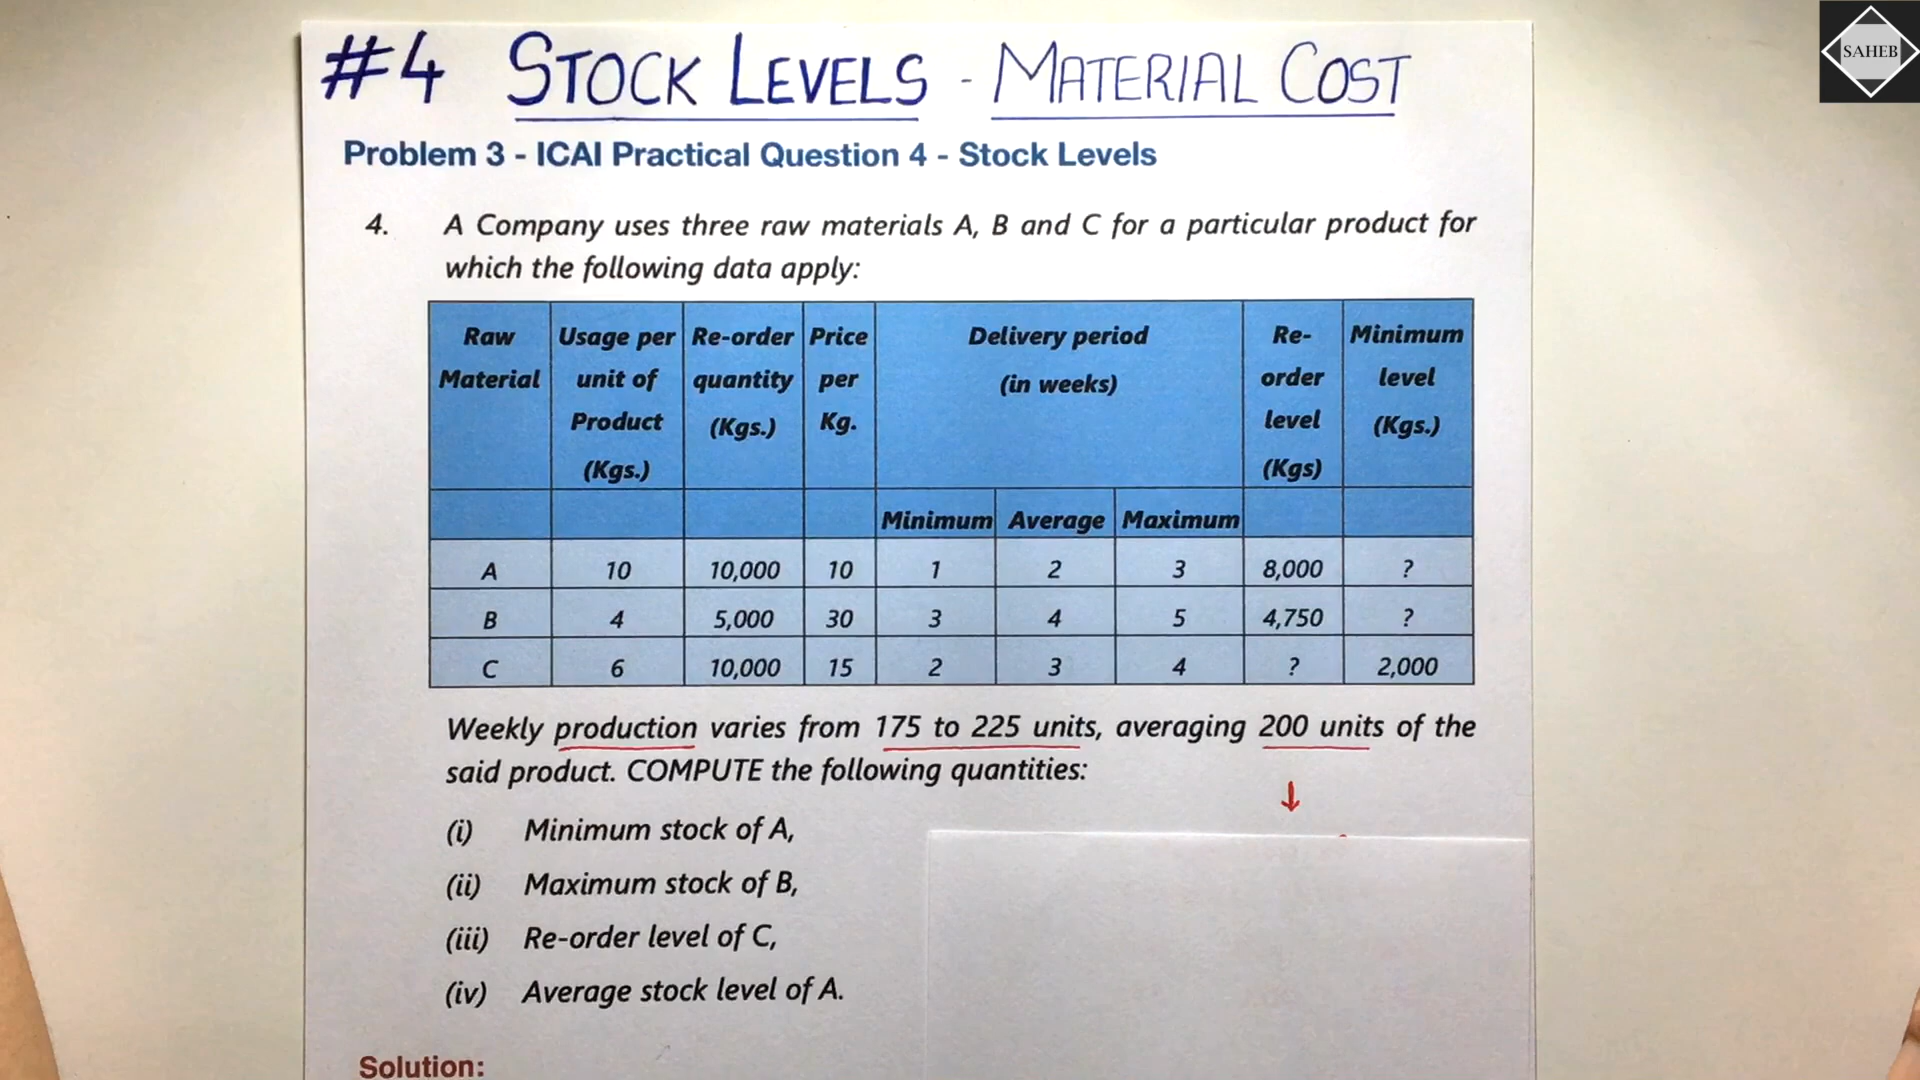 #4 STOCK LEVELS - MATERIAL COST
SAHEB
Problem 3 - ICAI Practical Question 4 - Stock Levels
4. A Company uses three raw materials A, B and C for a particular product for
which the following data apply:
Raw Material Usage per unit of Product (Kgs.) Re-order quantity (Kgs.) Price per Kg. Delivery period (in weeks) Re-order level (Kgs) Minimum level (Kgs.)
Minimum Average Maximum
A 10 10,000 10 1 2 3 8,000 ?
B 4 5,000 30 3 4 5 4,750 ?
C 6 10,000 15 2 3 4 ? 2,000
Weekly production varies from 175 to 225 units, averaging 200 units of the
said product. COMPUTE the following quantities:
(i) Minimum stock of A,
(ii) Maximum stock of B,
(iii) Re-order level of C,
(iv) Average stock level of A.
Solution: